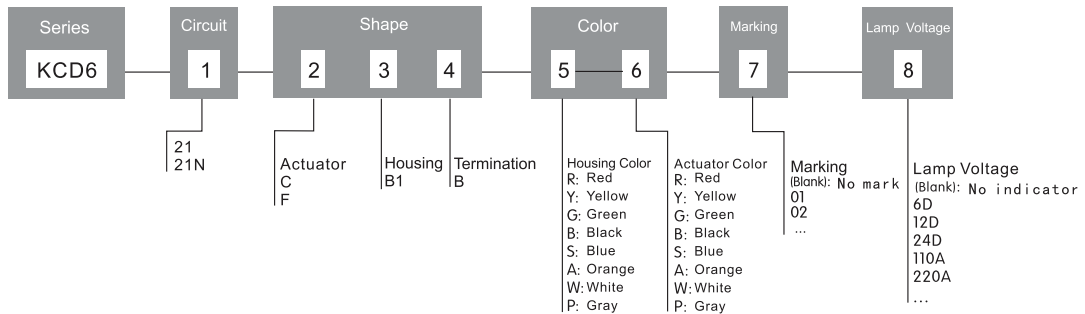 Series
Circuit
Shape
Color
Marking
Lamp Voltage
KCD6
1
2
3
4
5
6
7
8
21
21N
Actuator
C
F
Housing
B1
Termination
B
Housing Color
R: Red
Y: Yellow
G: Green
B: Black
S: Blue
A: Orange
W: White
P: Gray
Actuator Color
R: Red
Y: Yellow
G: Green
B: Black
S: Blue
A: Orange
W: White
P: Gray
Marking
(Blank): No mark
01
02
...
Lamp Voltage
(Blank): No indicator
6D
12D
24D
110A
220A
...